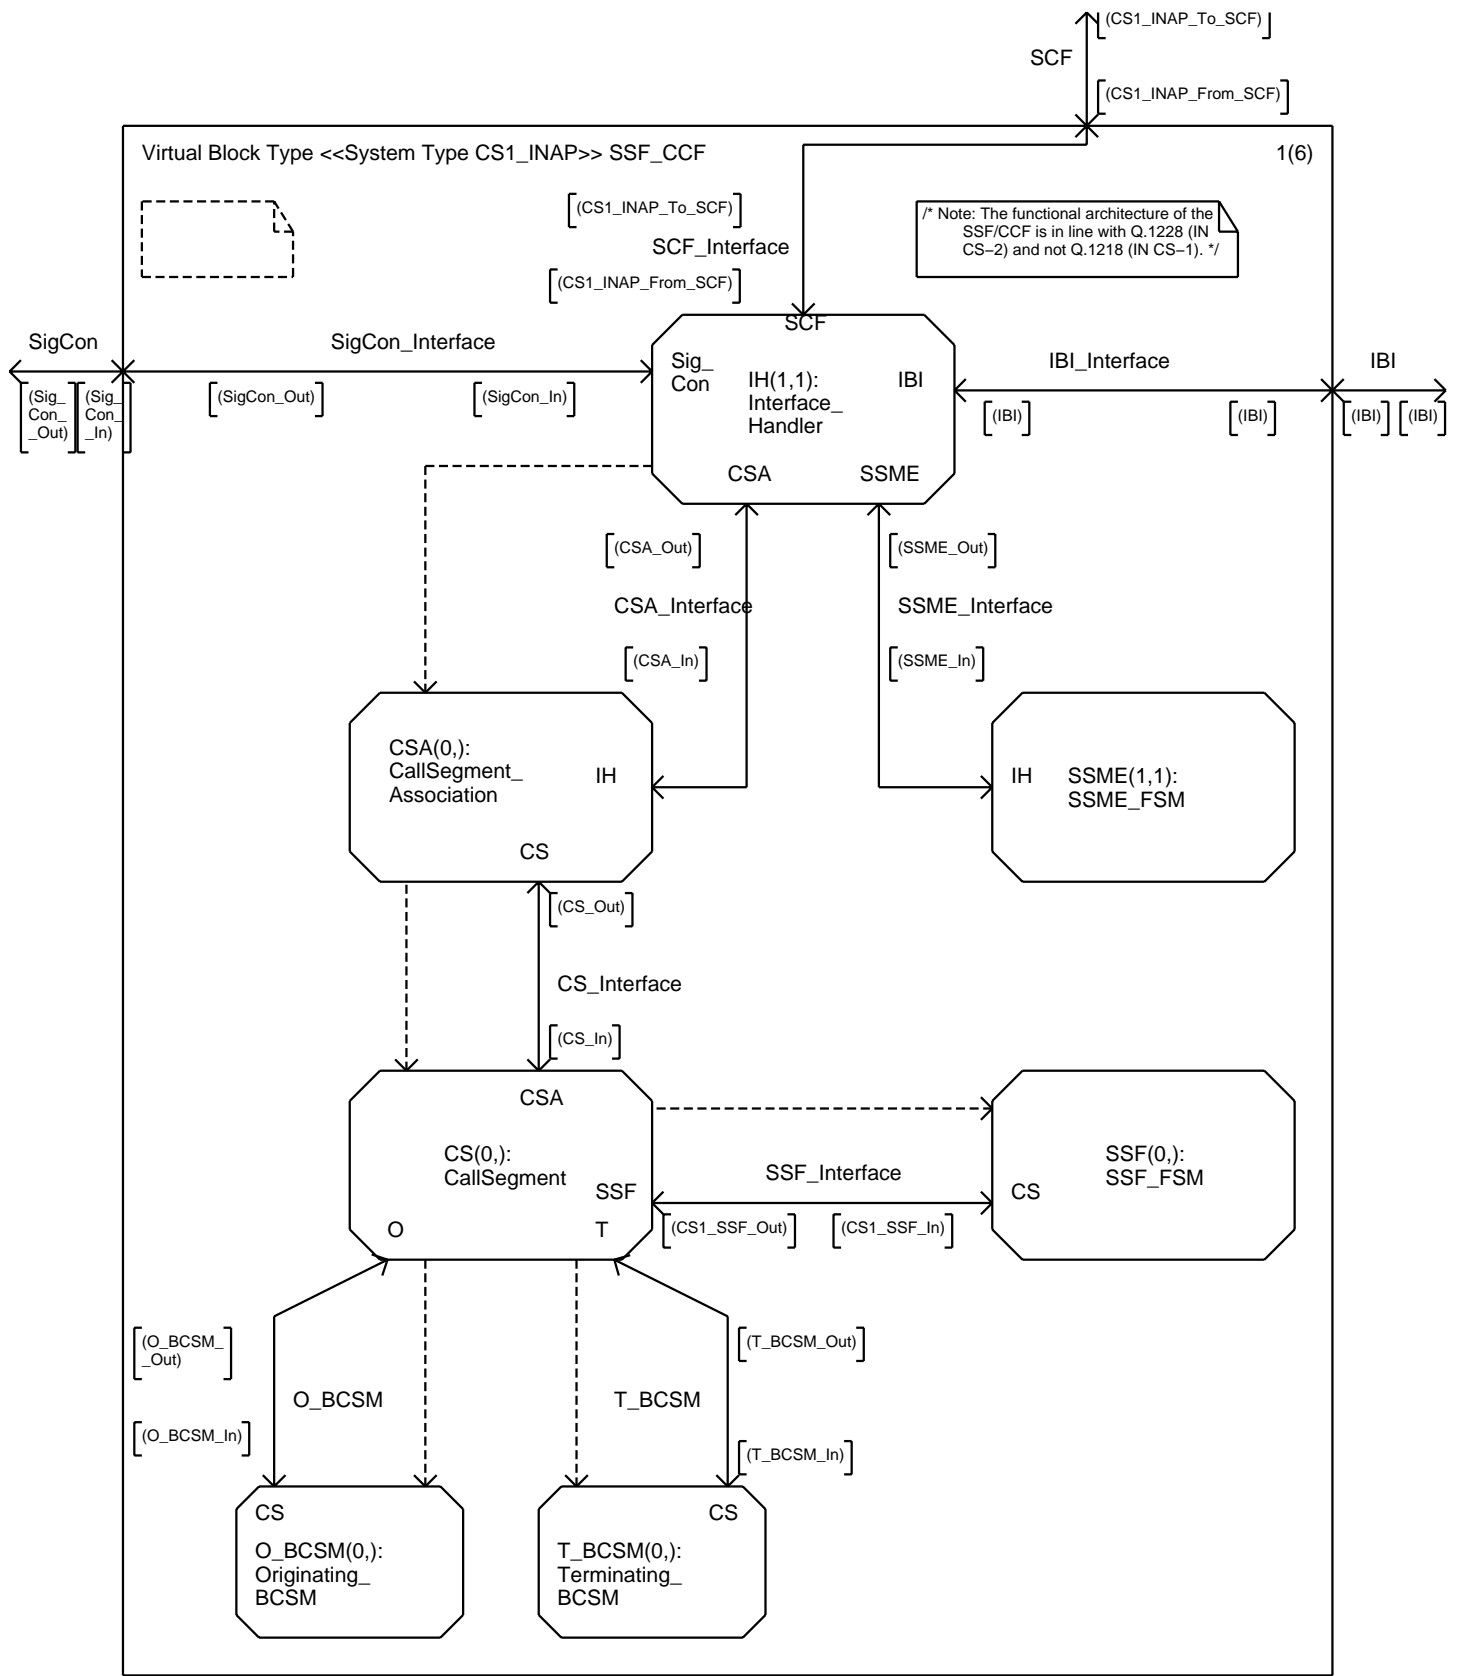 (CS1_INAP_To_SCF)
SCF
(CS1_INAP_From_SCF)
Virtual Block Type <<System Type CS1_INAP>> SSF_CCF
1(6)
(CS1_INAP_To_SCF)
SCF_Interface
(CS1_INAP_From_SCF)
/* Note: The functional architecture of the
SSF/CCF is in line with Q.1228 (IN
CS−2) and not Q.1218 (IN CS−1). */
SigCon
(Sig_
Con_
_Out)
(Sig_
Con_
_In)
SigCon_Interface
(SigCon_Out)
(SigCon_In)
SCF
Sig_
Con
IH(1,1):
Interface_
Handler
IBI
CSA
SSME
IBI_Interface
(IBI)
(IBI)
IBI
(IBI)
(IBI)
(CSA_Out)
CSA_Interface
(CSA_In)
(SSME_Out)
SSME_Interface
(SSME_In)
CSA(0,):
CallSegment_
Association
IH
CS
IH
SSME(1,1):
SSME_FSM
(CS_Out)
CS_Interface
(CS_In)
CSA
CS(0,):
CallSegment
SSF
O
T
SSF_Interface
(CS1_SSF_Out)
(CS1_SSF_In)
CS
SSF(0,):
SSF_FSM
(O_BCSM_
_Out)
O_BCSM
(O_BCSM_In)
(T_BCSM_Out)
T_BCSM
(T_BCSM_In)
CS
O_BCSM(0,):
Originating_
BCSM
CS
T_BCSM(0,):
Terminating_
BCSM